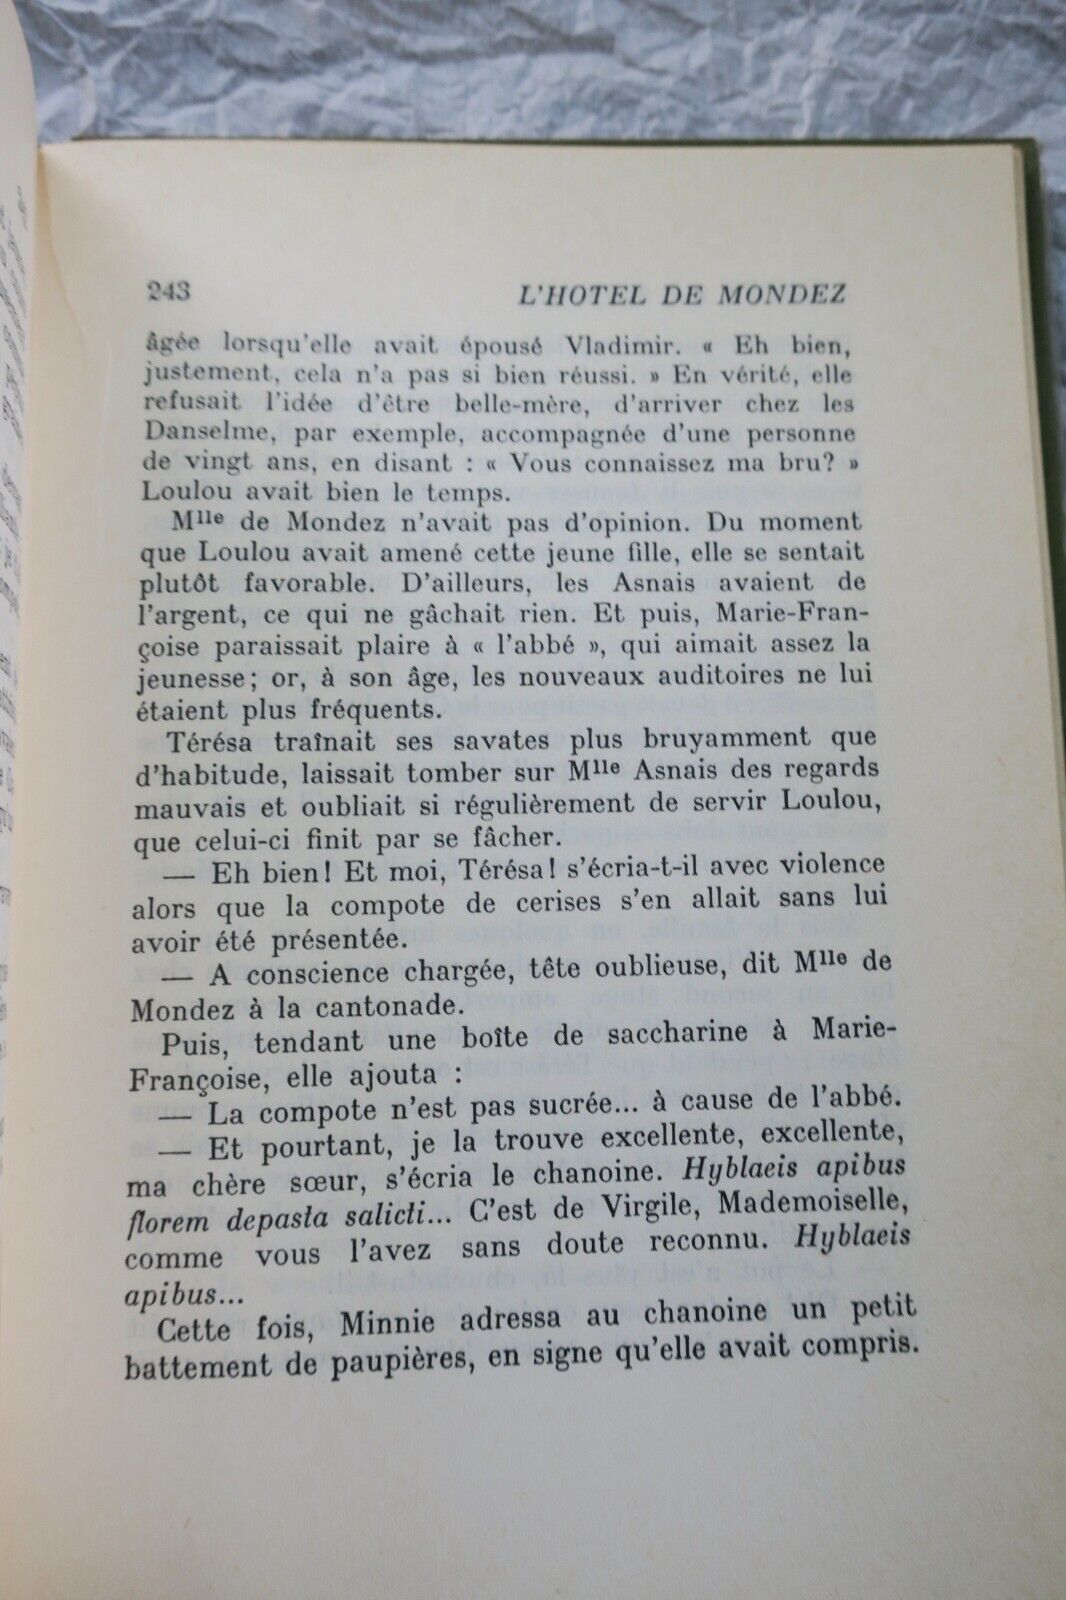 243 L'HOTEL DE MONDEZ
âgée lorsqu'elle avait épousé Vladimir. « Eh bien,
justement, cela n'a pas si bien réussi. » En vérité, elle
refusait l'idée d'être belle-mère, d'arriver chez les
Danselme, par exemple, accompagnée d'une personne
de vingt ans, en disant : « Vous connaissez ma bru? »
Loulou avait bien le temps.
Mlle de Mondez n'avait pas d'opinion. Du moment
que Loulou avait amené cette jeune fille, elle se sentait
plutôt favorable. D'ailleurs, les Asnais avaient de
l'argent, ce qui ne gâchait rien. Et puis, Marie-Fran-
çoise paraissait plaire à « l'abbé », qui aimait assez la
jeunesse; or, à son âge, les nouveaux auditoires ne lui
étaient plus fréquents.
Térésa traînait ses savates plus bruyamment que
d'habitude, laissait tomber sur Mlle Asnais des regards
mauvais et oubliait si régulièrement de servir Loulou,
que celui-ci finit par se fâcher.
— Eh bien! Et moi, Térésa! s'écria-t-il avec violence
alors que la compote de cerises s'en allait sans lui
avoir été présentée.
— A conscience chargée, tête oublieuse, dit Mlle de
Mondez à la cantonade.
Puis, tendant une boîte de saccharine à Marie-
Françoise, elle ajouta :
— La compote n'est pas sucrée... à cause de l'abbé.
— Et pourtant, je la trouve excellente, excellente,
ma chère sœur, s'écria le chanoine. Hyblaeis apibus
florem depasta salicti... C'est de Virgile, Mademoiselle,
comme vous l'avez sans doute reconnu. Hyblaeis
apibus...
Cette fois, Minnie adressa au chanoine un petit
battement de paupières, en signe qu'elle avait compris.